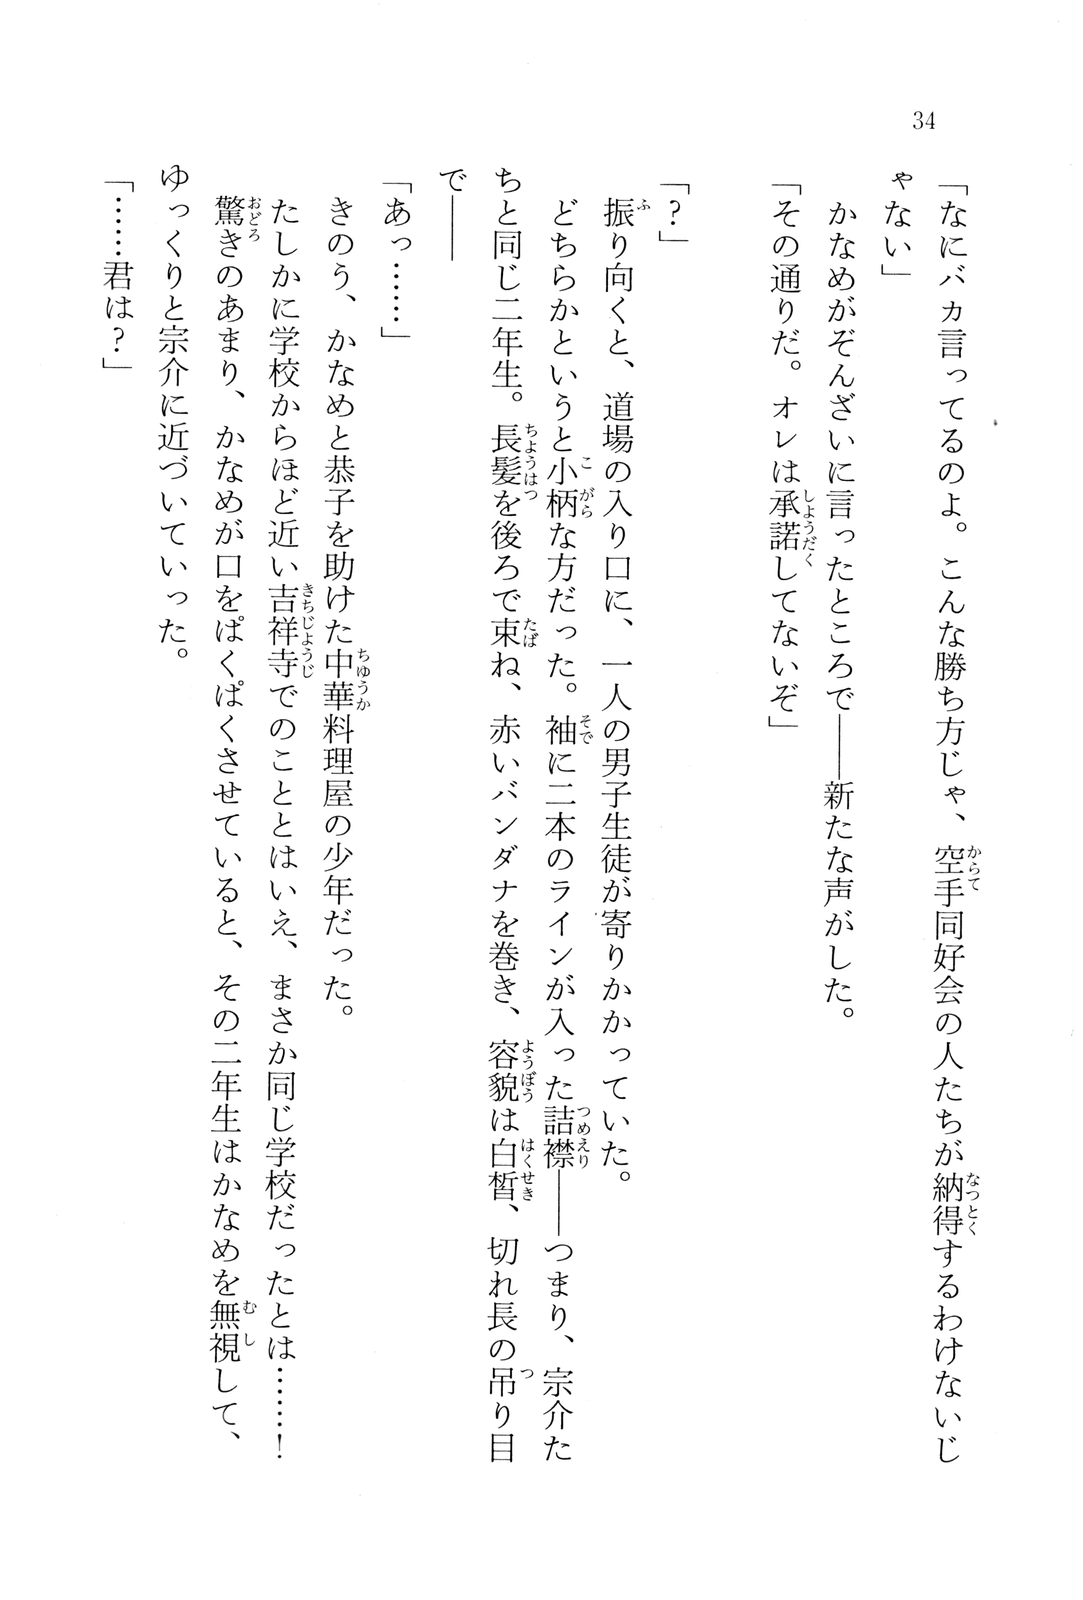 34
「なにバカ言ってるのよ。こんな勝ち方じゃ、空手同好会の人たちが納得するわけないじ
ゃない」
　かなめがぞんざいに言ったところで――新たな声がした。
「その通りだ。オレは承諾してないぞ」
「？」
　振り向くと、道場の入り口に、一人の男子生徒が寄りかかっていた。
　どちらかというと小柄な方だった。袖に二本のラインが入った詰襟――つまり、宗介た
ちと同じ二年生。長髪を後ろで束ね、赤いバンダナを巻き、容貌は白皙、切れ長の吊り目
で――
「あっ……」
　きのう、かなめと恭子を助けた中華料理屋の少年だった。
　たしかに学校からほど近い吉祥寺でのこととはいえ、まさか同じ学校だったとは……！
　驚きのあまり、かなめが口をぱくぱくさせていると、その二年生はかなめを無視して、
ゆっくりと宗介に近づいていった。
「……君は？」